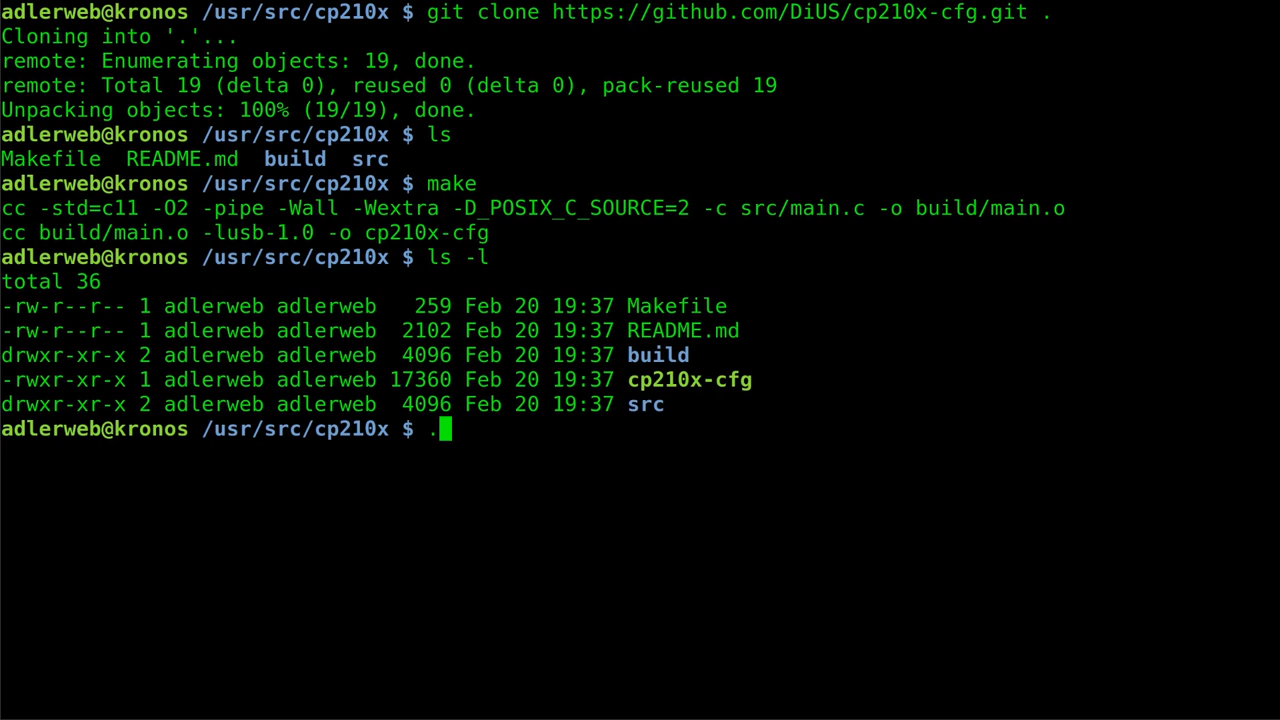 adlerweb@kronos /usr/src/cp210x $ git clone https://github.com/DiUS/cp210x-cfg.git .
Cloning into '.'...
remote: Enumerating objects: 19, done.
remote: Total 19 (delta 0), reused 0 (delta 0), pack-reused 19
Unpacking objects: 100% (19/19), done.
adlerweb@kronos /usr/src/cp210x $ ls
Makefile  README.md  build  src
adlerweb@kronos /usr/src/cp210x $ make
cc -std=c11 -O2 -pipe -Wall -Wextra -D_POSIX_C_SOURCE=2 -c src/main.c -o build/main.o
cc build/main.o -lusb-1.0 -o cp210x-cfg
adlerweb@kronos /usr/src/cp210x $ ls -l
total 36
-rw-r--r-- 1 adlerweb adlerweb   259 Feb 20 19:37 Makefile
-rw-r--r-- 1 adlerweb adlerweb  2102 Feb 20 19:37 README.md
drwxr-xr-x 2 adlerweb adlerweb  4096 Feb 20 19:37 build
-rwxr-xr-x 1 adlerweb adlerweb 17360 Feb 20 19:37 cp210x-cfg
drwxr-xr-x 2 adlerweb adlerweb  4096 Feb 20 19:37 src
adlerweb@kronos /usr/src/cp210x $ .